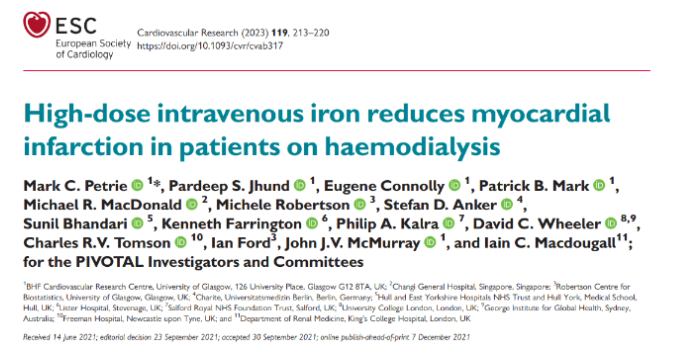 ESC
European Society
of Cardiology
Cardiovascular Research (2023) 119, 213–220
https://doi.org/10.1093/cvr/cvab317
High-dose intravenous iron reduces myocardial
infarction in patients on haemodialysis
Mark C. Petrie 1*, Pardeep S. Jhund 1, Eugene Connolly 1, Patrick B. Mark 1,
Michael R. MacDonald 2, Michele Robertson 3, Stefan D. Anker 4,
Sunil Bhandari 5, Kenneth Farrington 6, Philip A. Kalra 7, David C. Wheeler 8,9,
Charles R.V. Tomson 10, Ian Ford3, John J.V. McMurray 1, and Iain C. Macdougall11;
for the PIVOTAL Investigators and Committees
1BHF Cardiovascular Research Centre, University of Glasgow, 126 University Place, Glasgow G12 8TA, UK; 2Changi General Hospital, Singapore, Singapore; 3Robertson Centre for
Biostatistics, University of Glasgow, Glasgow, UK; 4Charite, Universitatsmedizin Berlin, Berlin, Germany; 5Hull and East Yorkshire Hospitals NHS Trust and Hull York, Medical School,
Hull, UK; 6Lister Hospital, Stevenage, UK; 7Salford Royal NHS Foundation Trust, Salford, UK; 8University College London, London, UK; 9George Institute for Global Health, Sydney,
Australia; 10Freeman Hospital, Newcastle upon Tyne, UK; and 11Department of Renal Medicine, King's College Hospital, London, UK
Received 14 June 2021; editorial decision 23 September 2021; accepted 30 September 2021; online publish-ahead-of-print 7 December 2021